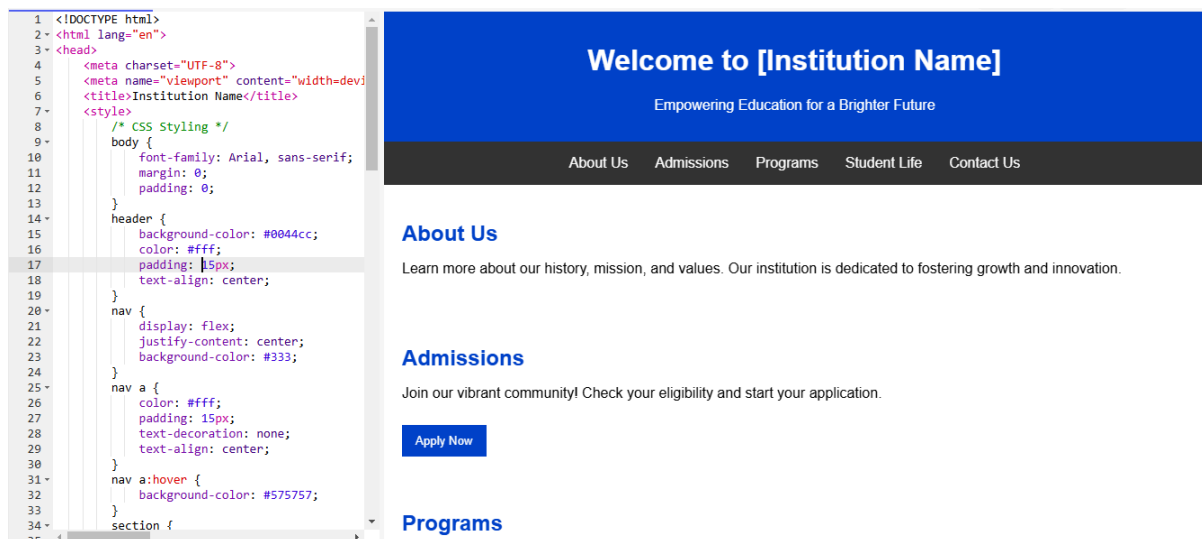 1 <!DOCTYPE html>
2 <html lang="en">
3 <head>
4 <meta charset="UTF-8">
5 <meta name="viewport" content="width=devi
6 <title>Institution Name</title>
7 <style>
8 /* CSS Styling */
9 body {
10 font-family: Arial, sans-serif;
11 margin: 0;
12 padding: 0;
13 }
14 header {
15 background-color: #0044cc;
16 color: #fff;
17 padding: 15px;
18 text-align: center;
19 }
20 nav {
21 display: flex;
22 justify-content: center;
23 background-color: #333;
24 }
25 nav a {
26 color: #fff;
27 padding: 15px;
28 text-decoration: none;
29 text-align: center;
30 }
31 nav a:hover {
32 background-color: #575757;
33 }
34 section {
Welcome to [Institution Name]
Empowering Education for a Brighter Future
About Us Admissions Programs Student Life Contact Us
About Us
Learn more about our history, mission, and values. Our institution is dedicated to fostering growth and innovation.
Admissions
Join our vibrant community! Check your eligibility and start your application.
Apply Now
Programs